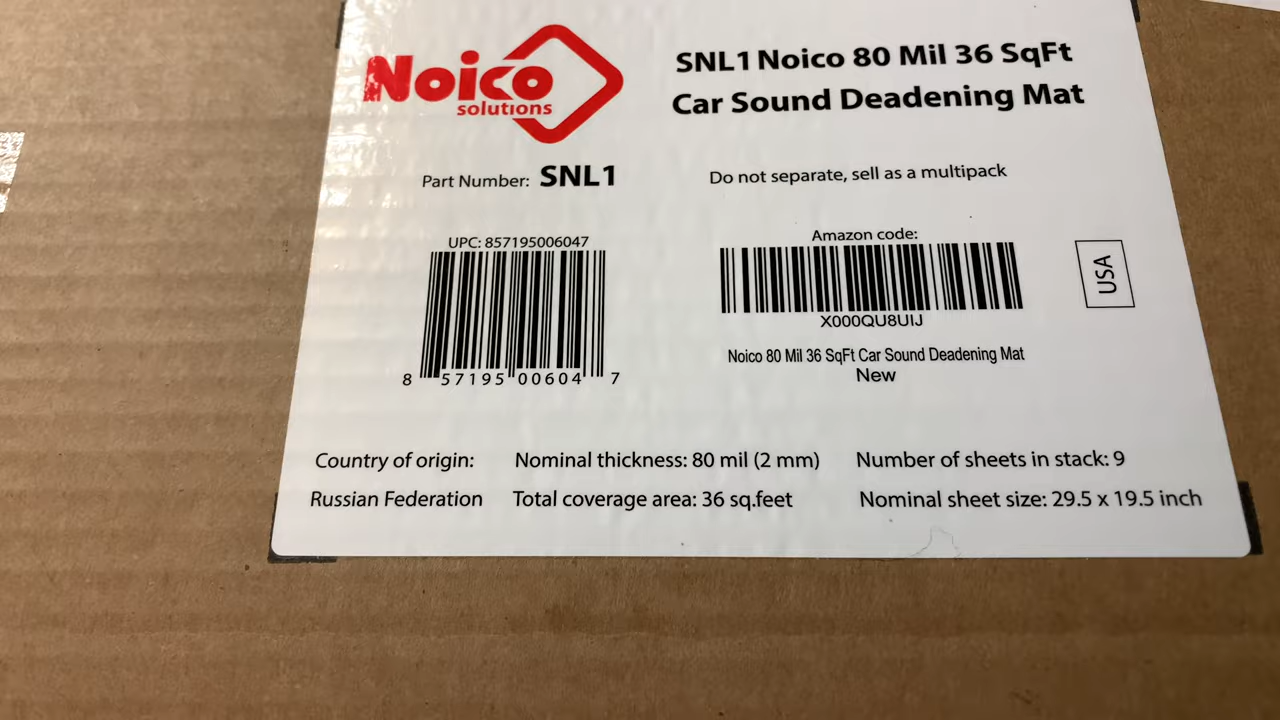 Noico
solutions
SNL1 Noico 80 Mil 36 SqFt
Car Sound Deadening Mat
Part Number: SNL1
Do not separate, sell as a multipack
UPC: 857195006047
8 57195 00604 7
Amazon code:
X000QU8UIJ
Noico 80 Mil 36 SqFt Car Sound Deadening Mat
New
USA
Country of origin:
Russian Federation
Nominal thickness: 80 mil (2 mm)
Total coverage area: 36 sq.feet
Number of sheets in stack: 9
Nominal sheet size: 29.5 x 19.5 inch